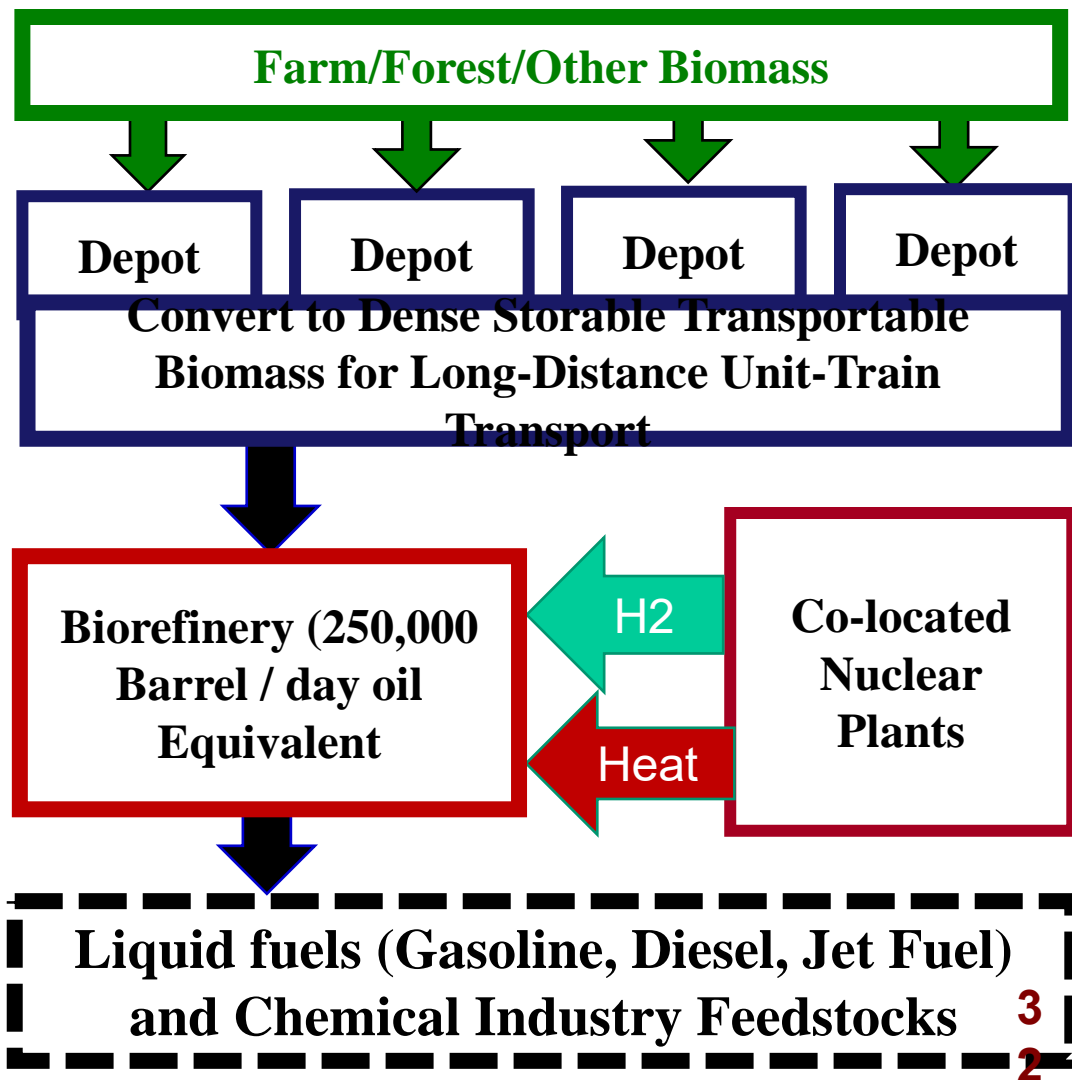 Farm/Forest/Other Biomass
Depot
Depot
Depot
Depot
Convert to Dense Storable Transportable
Biomass for Long-Distance Unit-Train
Transport
Biorefinery (250,000
Barrel / day oil
Equivalent
H2
Heat
Co-located
Nuclear
Plants
Liquid fuels (Gasoline, Diesel, Jet Fuel)
and Chemical Industry Feedstocks
3
2